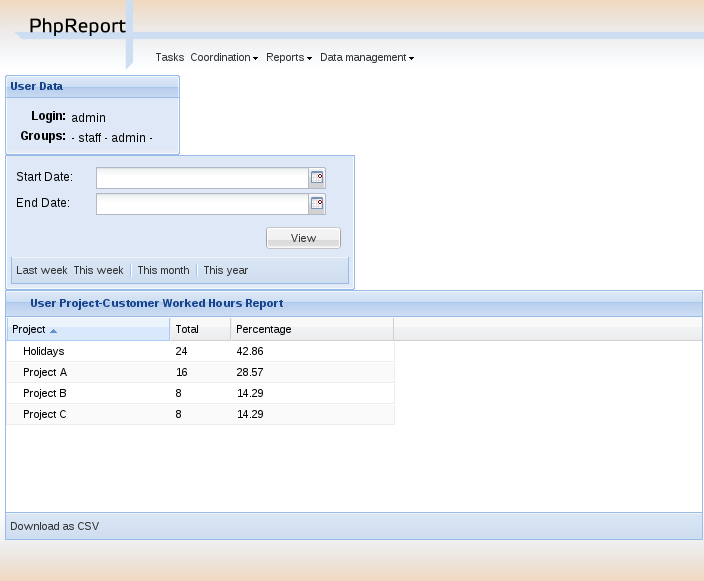 PhpReport
Tasks Coordination Reports Data management
User Data
Login: admin
Groups: - staff - admin -
Start Date:
End Date:
View
Last week This week This month This year
User Project-Customer Worked Hours Report
Project Total Percentage
Holidays 24 42.86
Project A 16 28.57
Project B 8 14.29
Project C 8 14.29
Download as CSV